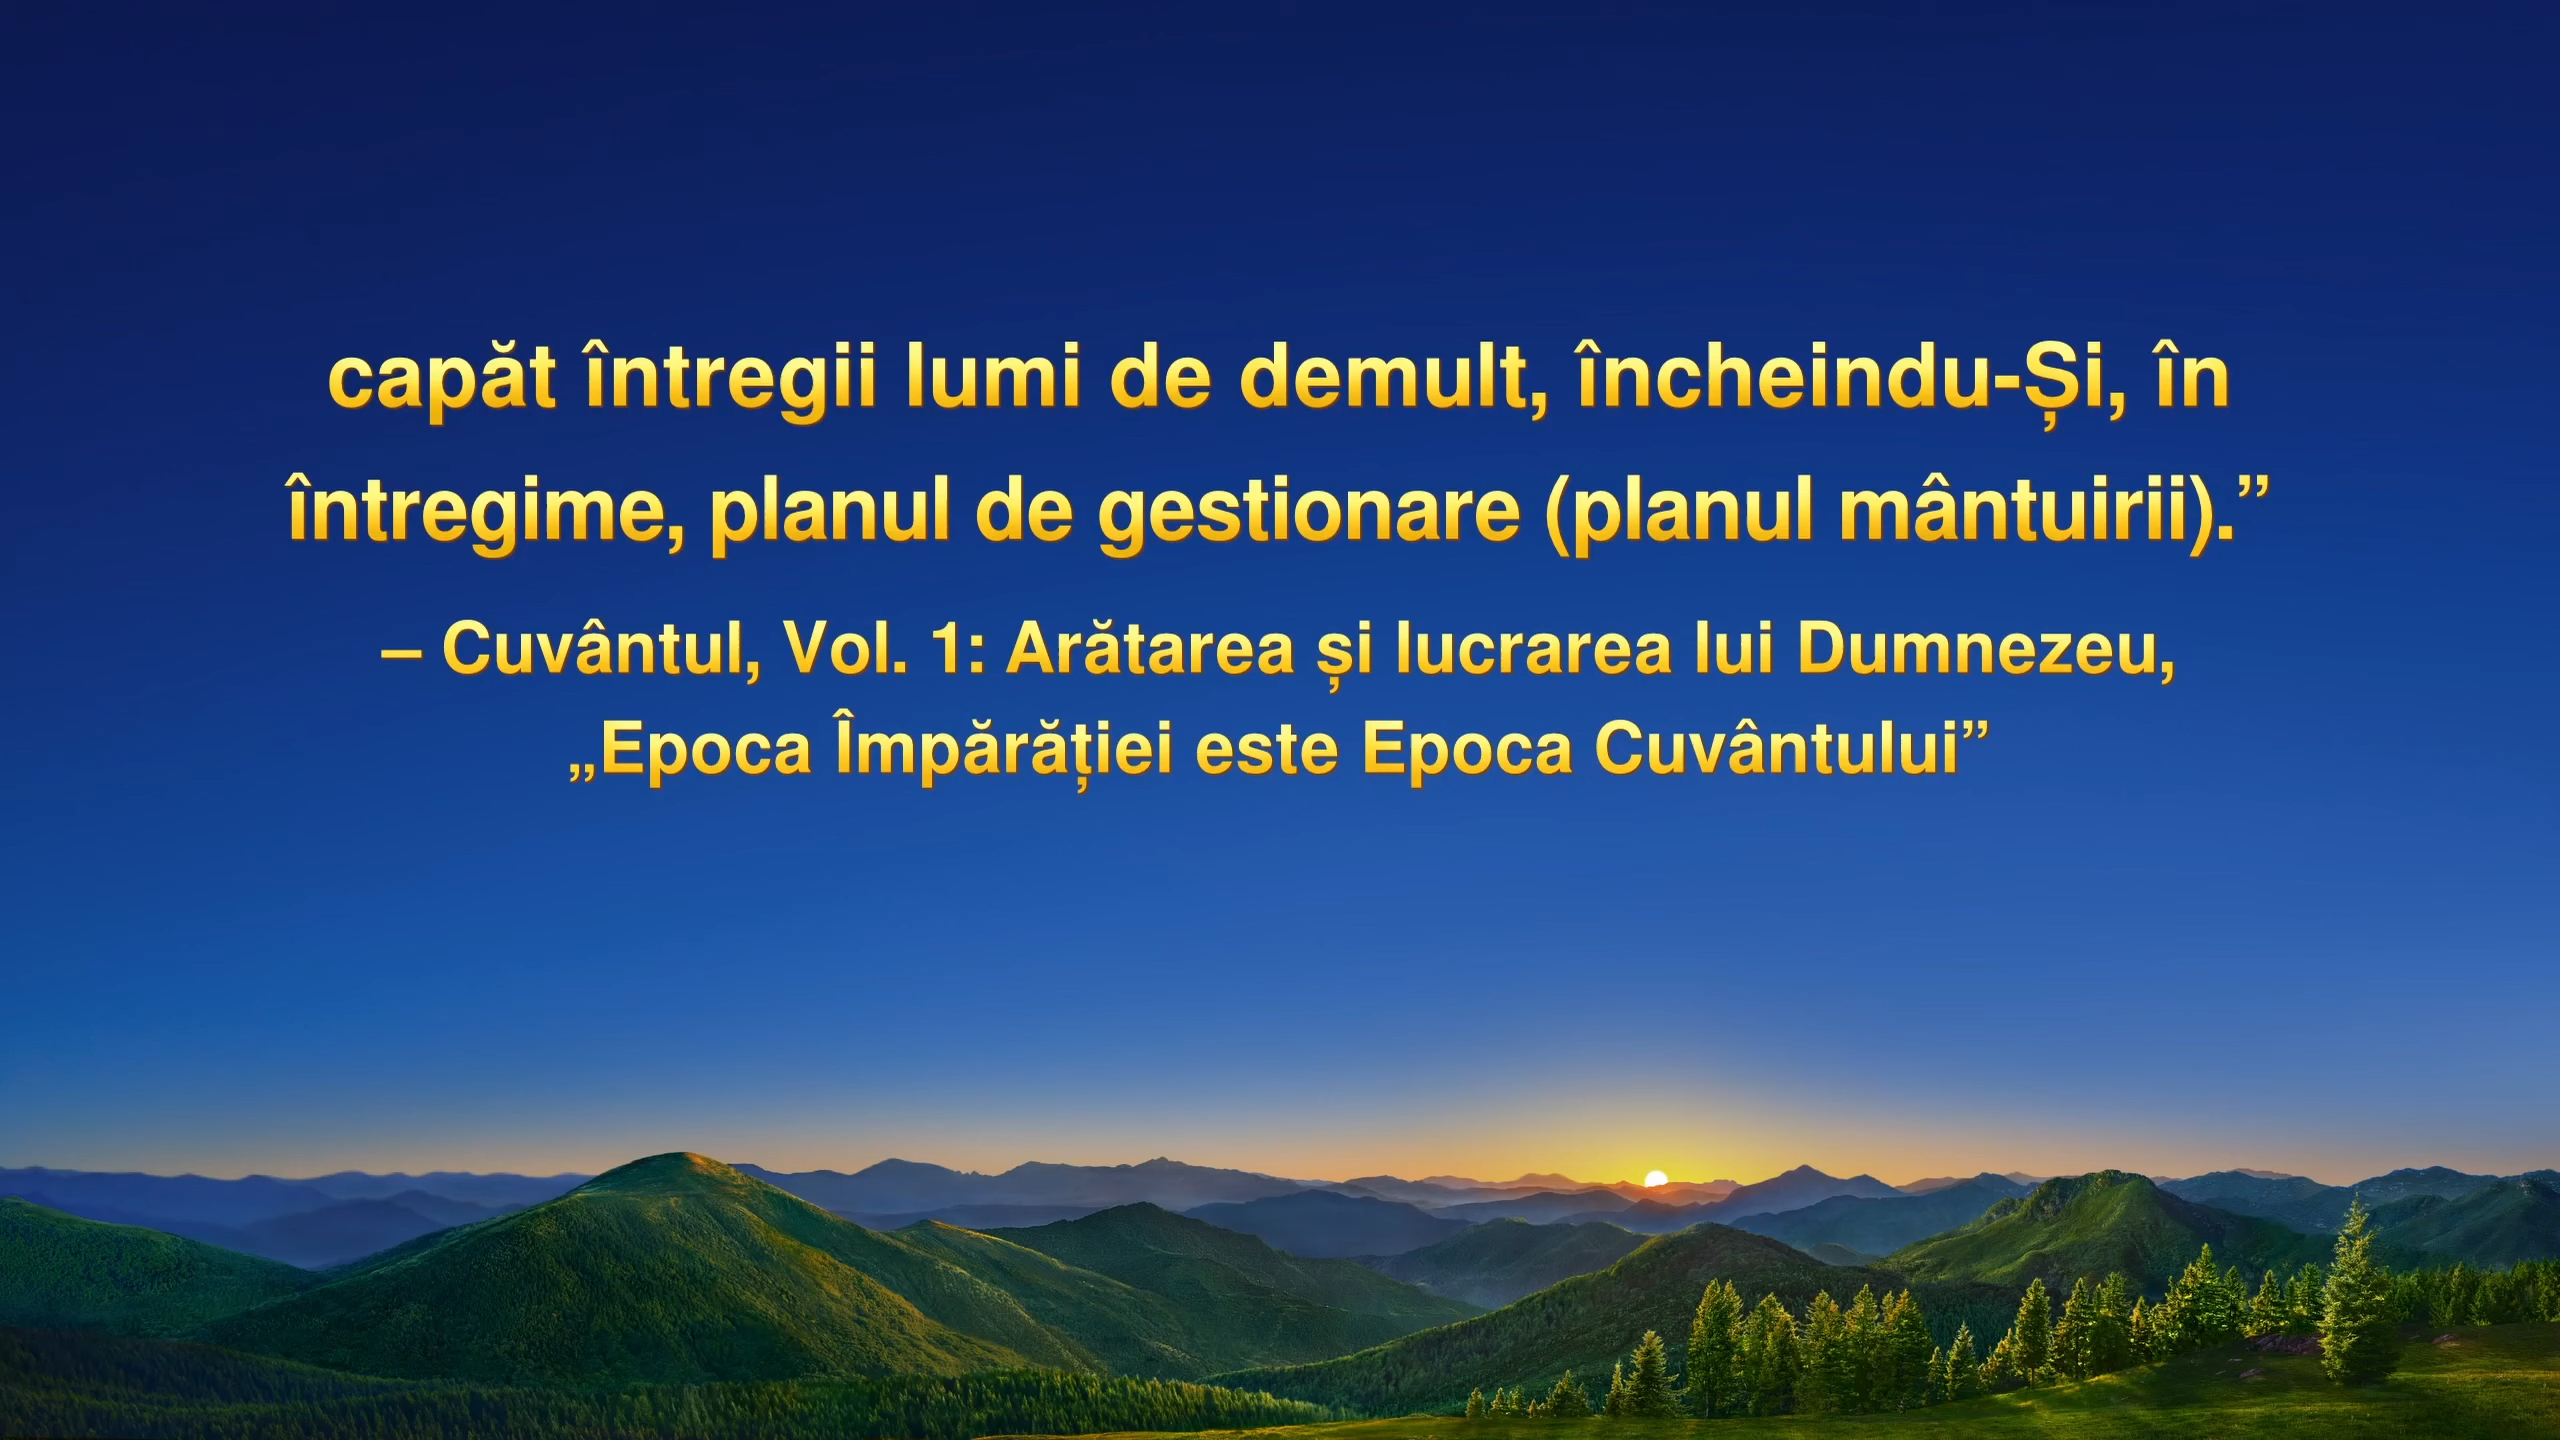 capăt întregii lumi de demult, încheindu-Și, în
întregime, planul de gestionare (planul mântuirii).”
– Cuvântul, Vol. 1: Arătarea și lucrarea lui Dumnezeu,
„Epoca Împărăției este Epoca Cuvântului”